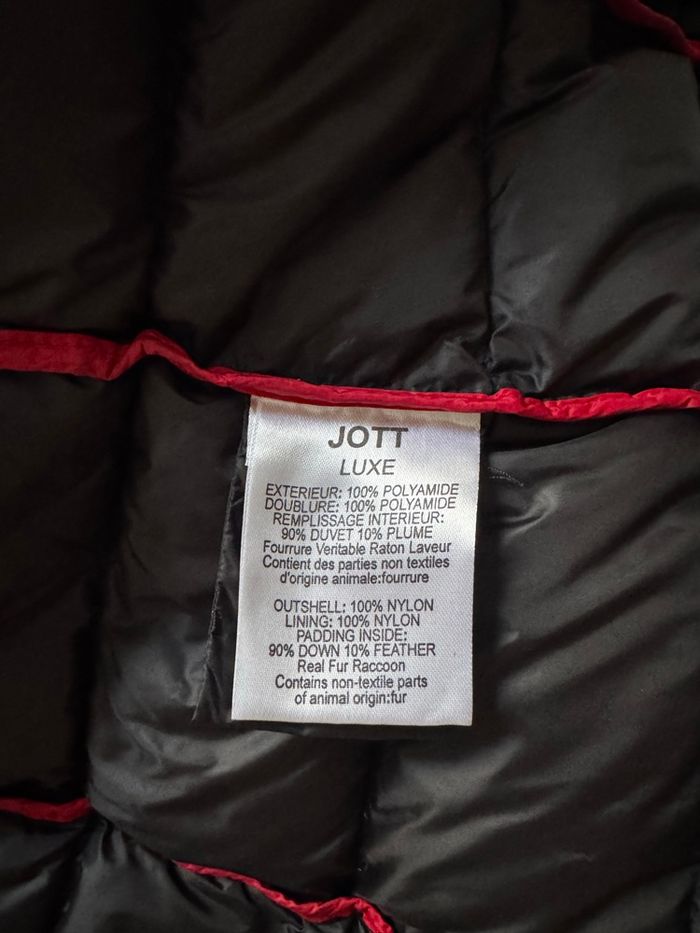 JOTT
LUXE
EXTERIEUR: 100% POLYAMIDE
DOUBLURE: 100% POLYAMIDE
REMPLISSAGE INTERIEUR:
90% DUVET 10% PLUME
Fourrure Veritable Raton Laveur
Contient des parties non textiles
d'origine animale:fourrure
OUTSHELL: 100% NYLON
LINING: 100% NYLON
PADDING INSIDE:
90% DOWN 10% FEATHER
Real Fur Raccoon
Contains non-textile parts
of animal origin:fur